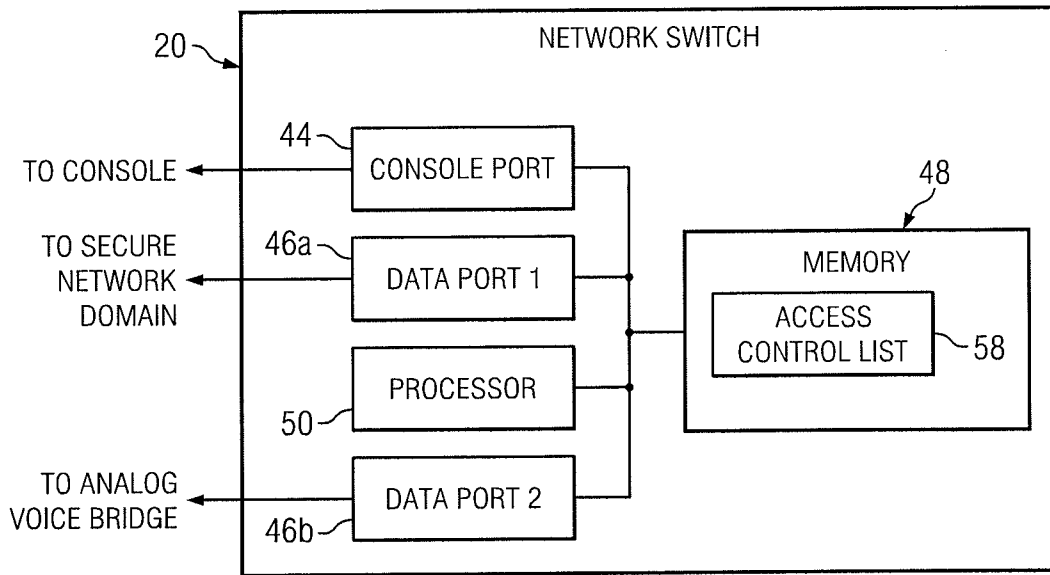 NETWORK SWITCH
20
44
CONSOLE PORT
TO CONSOLE
48
TO SECURE
NETWORK
DOMAIN
46a
DATA PORT 1
MEMORY
ACCESS
CONTROL LIST
58
PROCESSOR
50
TO ANALOG
VOICE BRIDGE
DATA PORT 2
46b